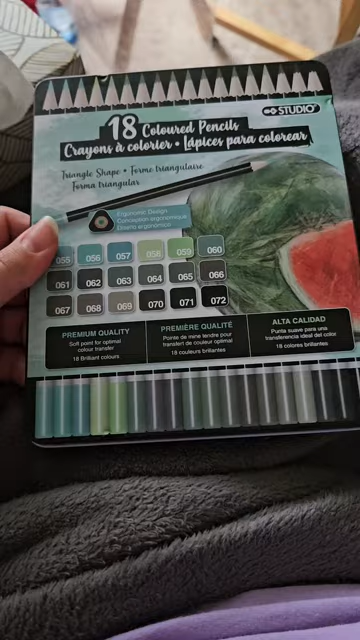 STUDIO
18 Coloured Pencils
Crayons à colorier • Lápices para colorear
Triangle Shape • Forme triangulaire
Forma triangular
Ergonomic Design
Conception ergonomique
Diseño ergonómico
055 056 057 058 059 060
061 062 063 064 065 066
067 068 069 070 071 072
PREMIUM QUALITY
Soft point for optimal
colour transfer
18 Brilliant colours
PREMIÈRE QUALITÉ
Pointe de mine tendre pour
transfert de couleur optimal
18 couleurs brillantes
ALTA CALIDAD
Punta suave para una
transferencia ideal del color
18 colores brillantes